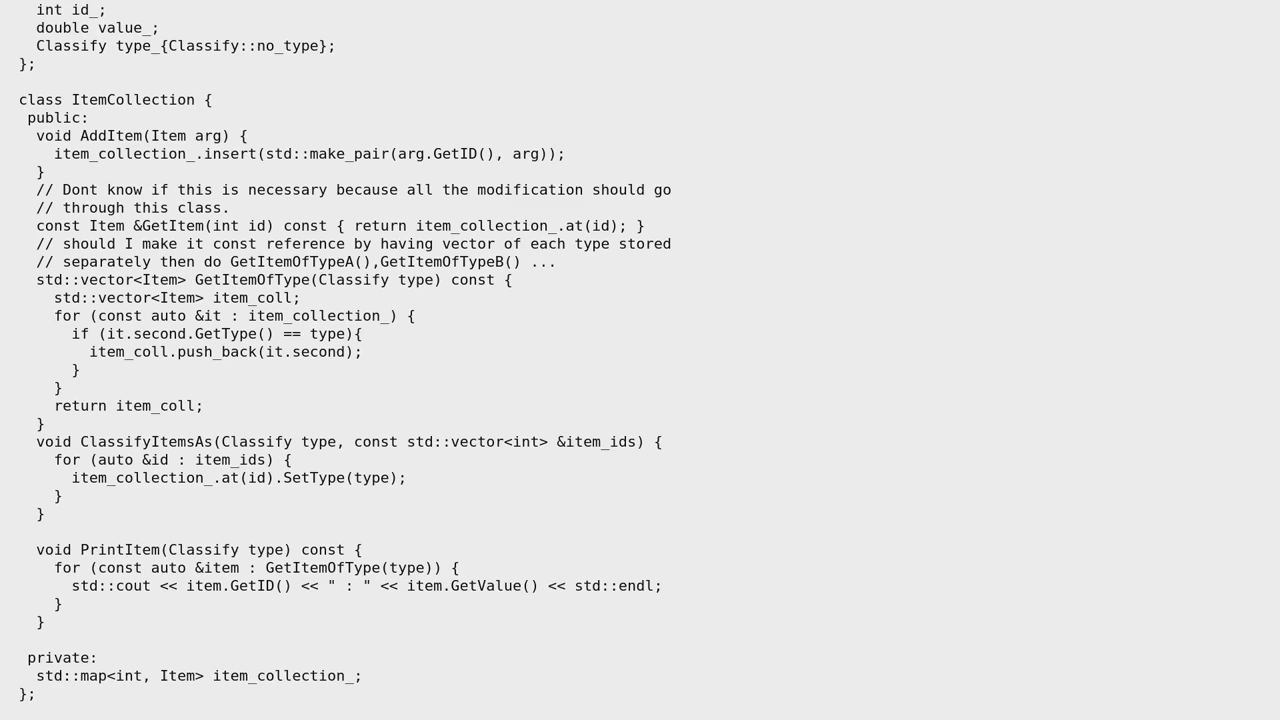 int id_;
double value_;
Classify type_{Classify::no_type};
};
class ItemCollection {
public:
void AddItem(Item arg) {
item_collection_.insert(std::make_pair(arg.GetID(), arg));
}
// Dont know if this is necessary because all the modification should go
// through this class.
const Item &GetItem(int id) const { return item_collection_.at(id); }
// should I make it const reference by having vector of each type stored
// separately then do GetItemOfTypeA(),GetItemOfTypeB() ...
std::vector<Item> GetItemOfType(Classify type) const {
std::vector<Item> item_coll;
for (const auto &it : item_collection_) {
if (it.second.GetType() == type){
item_coll.push_back(it.second);
}
}
return item_coll;
}
void ClassifyItemsAs(Classify type, const std::vector<int> &item_ids) {
for (auto &id : item_ids) {
item_collection_.at(id).SetType(type);
}
}
void PrintItem(Classify type) const {
for (const auto &item : GetItemOfType(type)) {
std::cout << item.GetID() << " : " << item.GetValue() << std::endl;
}
}
private:
std::map<int, Item> item_collection_;
};